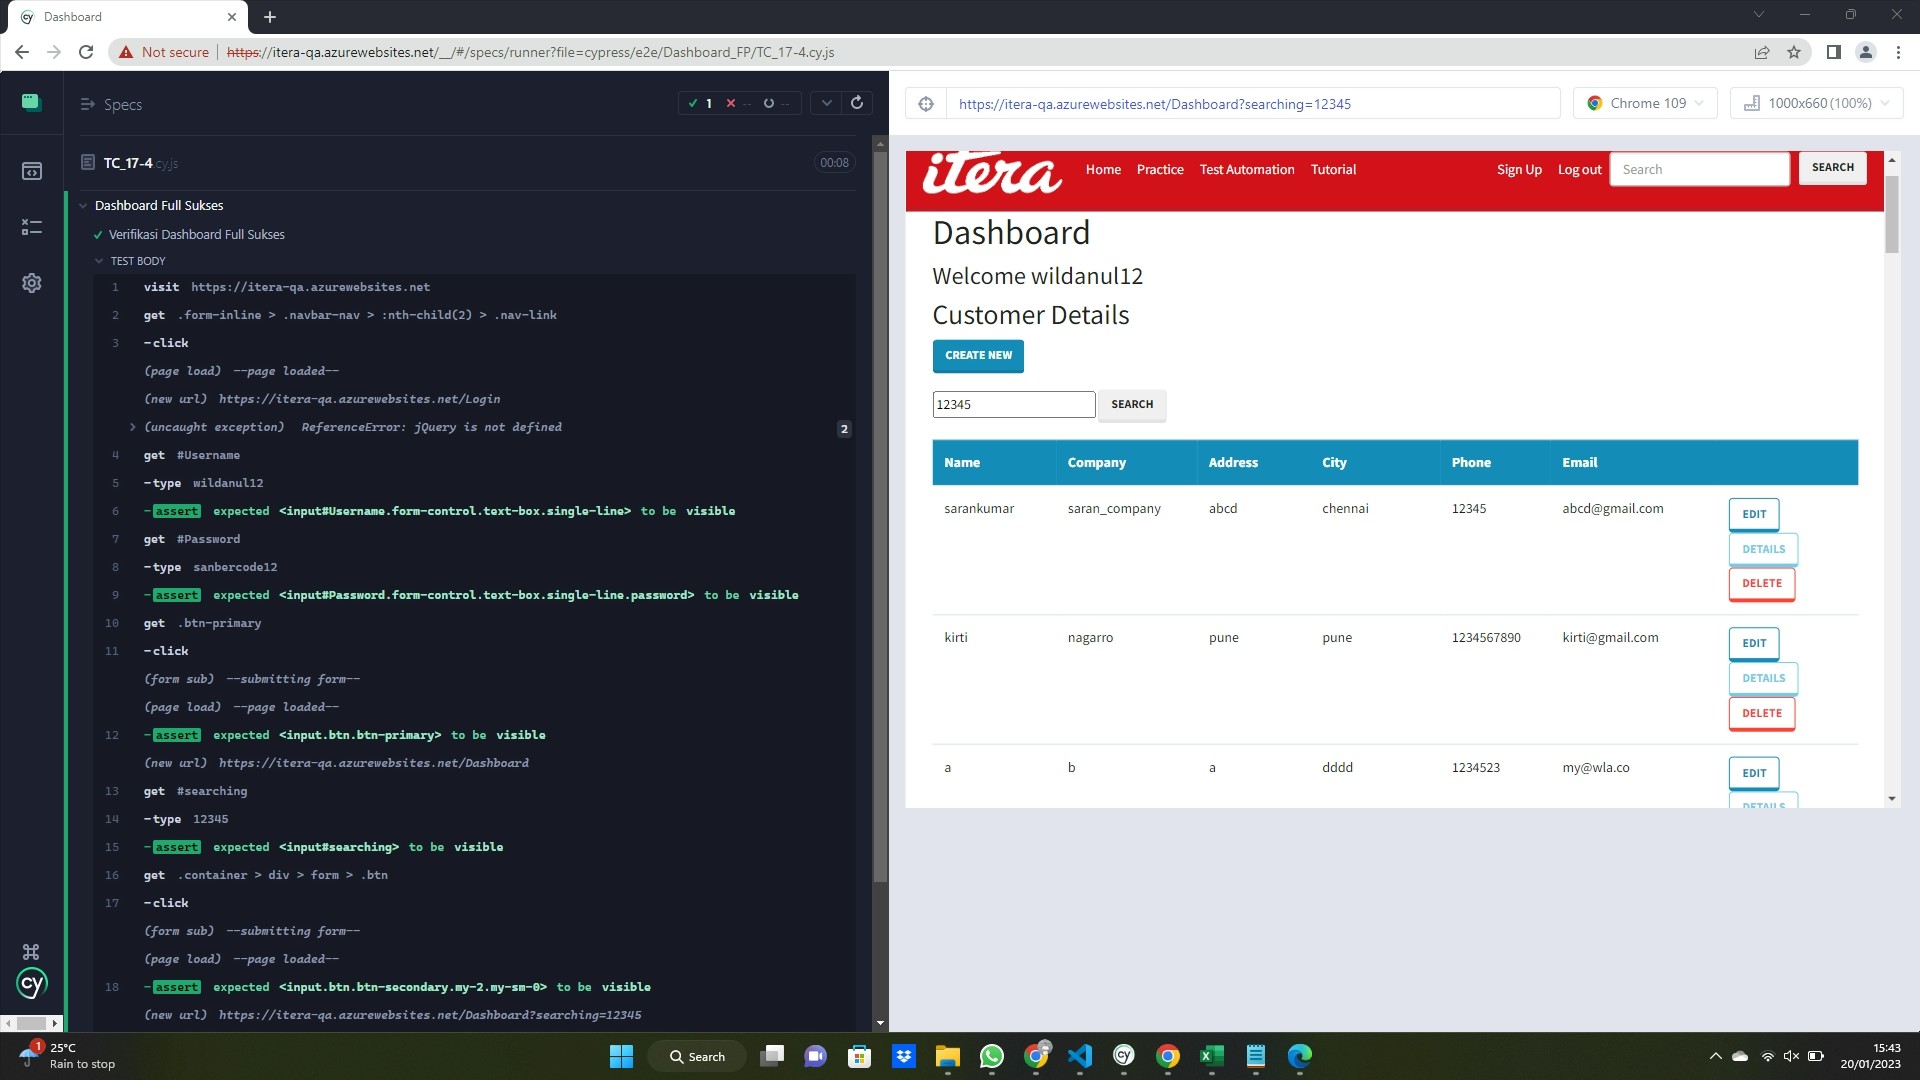 Dashboard
Not secure
https://itera-qa.azurewebsites.net/__/#/specs/runner?file=cypress/e2e/Dashboard_FP/TC_17-4.cy.js
Specs
1 -- --
TC_17-4.cy.js
00:08
Dashboard Full Sukses
Verifikasi Dashboard Full Sukses
TEST BODY
1 visit https://itera-qa.azurewebsites.net
2 get .form-inline > .navbar-nav > :nth-child(2) > .nav-link
3 -click
(page load) --page loaded--
(new url) https://itera-qa.azurewebsites.net/Login
(uncaught exception) ReferenceError: jQuery is not defined 2
4 get #Username
5 -type wildanul12
6 -assert expected <input#Username.form-control.text-box.single-line> to be visible
7 get #Password
8 -type sanbercode12
9 -assert expected <input#Password.form-control.text-box.single-line.password> to be visible
10 get .btn-primary
11 -click
(form sub) --submitting form--
(page load) --page loaded--
12 -assert expected <input.btn.btn-primary> to be visible
(new url) https://itera-qa.azurewebsites.net/Dashboard
13 get #searching
14 -type 12345
15 -assert expected <input#searching> to be visible
16 get .container > div > form > .btn
17 -click
(form sub) --submitting form--
(page load) --page loaded--
18 -assert expected <input.btn.btn-secondary.my-2.my-sm-0> to be visible
(new url) https://itera-qa.azurewebsites.net/Dashboard?searching=12345
cy
https://itera-qa.azurewebsites.net/Dashboard?searching=12345
Chrome 109
1000x660 (100%)
itera Home Practice Test Automation Tutorial Sign Up Log out Search SEARCH
Dashboard
Welcome wildanul12
Customer Details
CREATE NEW
12345 SEARCH
Name Company Address City Phone Email
sarankumar saran_company abcd chennai 12345 abcd@gmail.com EDIT
DETAILS
DELETE
kirti nagarro pune pune 1234567890 kirti@gmail.com EDIT
DETAILS
DELETE
a b a dddd 1234523 my@wla.co EDIT
DETAILS
1
25°C
Rain to stop
Search
15:43
20/01/2023